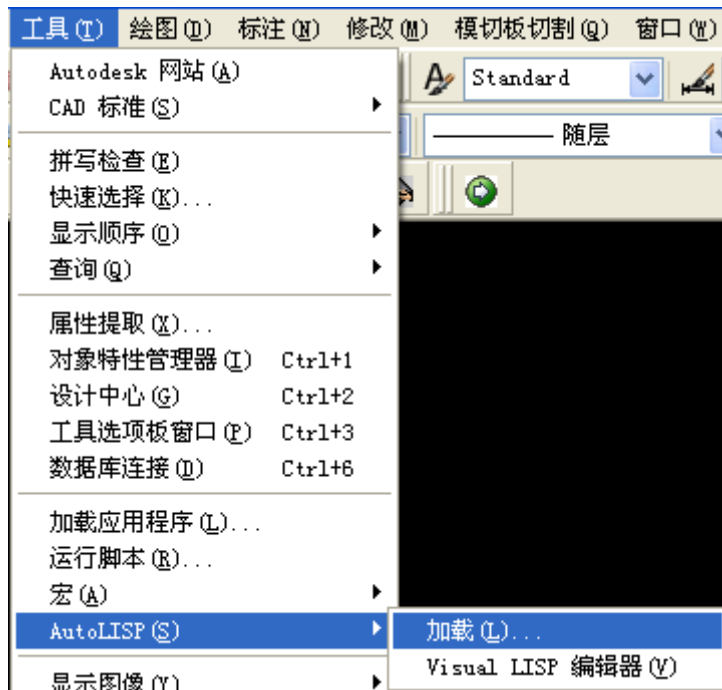 工具(T) 绘图(D) 标注(N) 修改(M) 模切板切割(Q) 窗口(W)
Autodesk 网站(A)
Standard
CAD 标准(S)
随层
拼写检查(E)
快速选择(K)...
显示顺序(O)
查询(Q)
属性提取(X)...
对象特性管理器(I) Ctrl+1
设计中心(G) Ctrl+2
工具选项板窗口(P) Ctrl+3
数据库连接(D) Ctrl+6
加载应用程序(L)...
运行脚本(R)...
宏(A)
AutoLISP(S)
加载(L)...
Visual LISP 编辑器(V)
显示图像(Y)